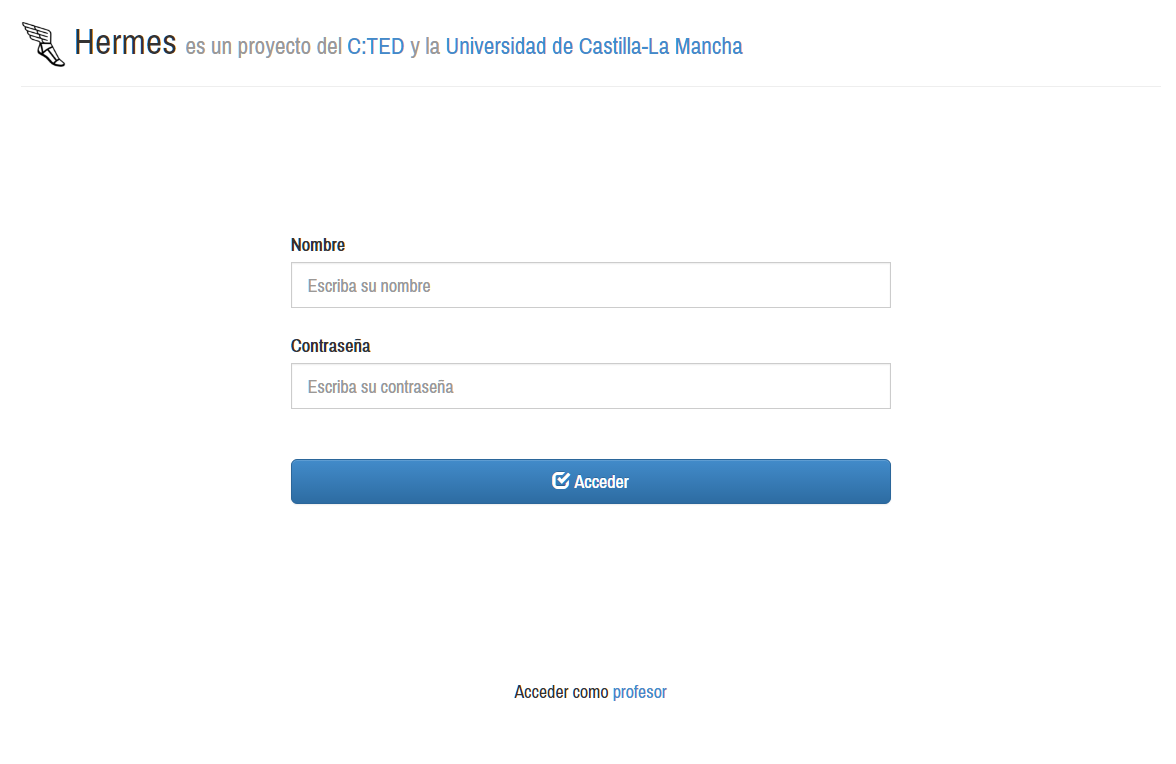 Hermes es un proyecto del C:TED y la Universidad de Castilla-La Mancha
Nombre
Escriba su nombre
Contraseña
Escriba su contraseña
Acceder
Acceder como profesor